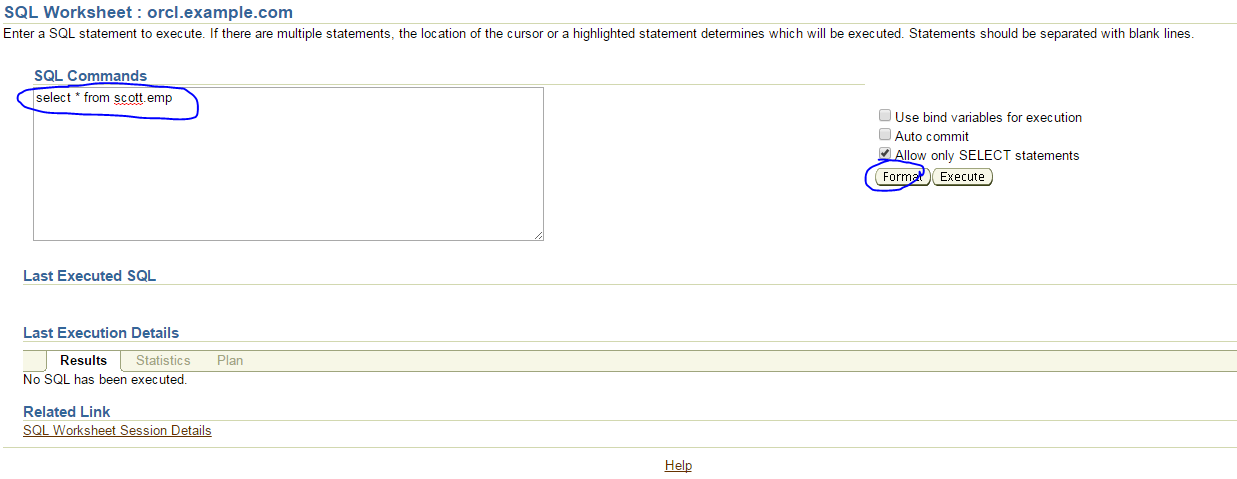 SQL Worksheet : orcl.example.com
Enter a SQL statement to execute. If there are multiple statements, the location of the cursor or a highlighted statement determines which will be executed. Statements should be separated with blank lines.
SQL Commands
select * from scott.emp
Use bind variables for execution
Auto commit
Allow only SELECT statements
Format Execute
Last Executed SQL
Last Execution Details
Results Statistics Plan
No SQL has been executed.
Related Link
SQL Worksheet Session Details
Help